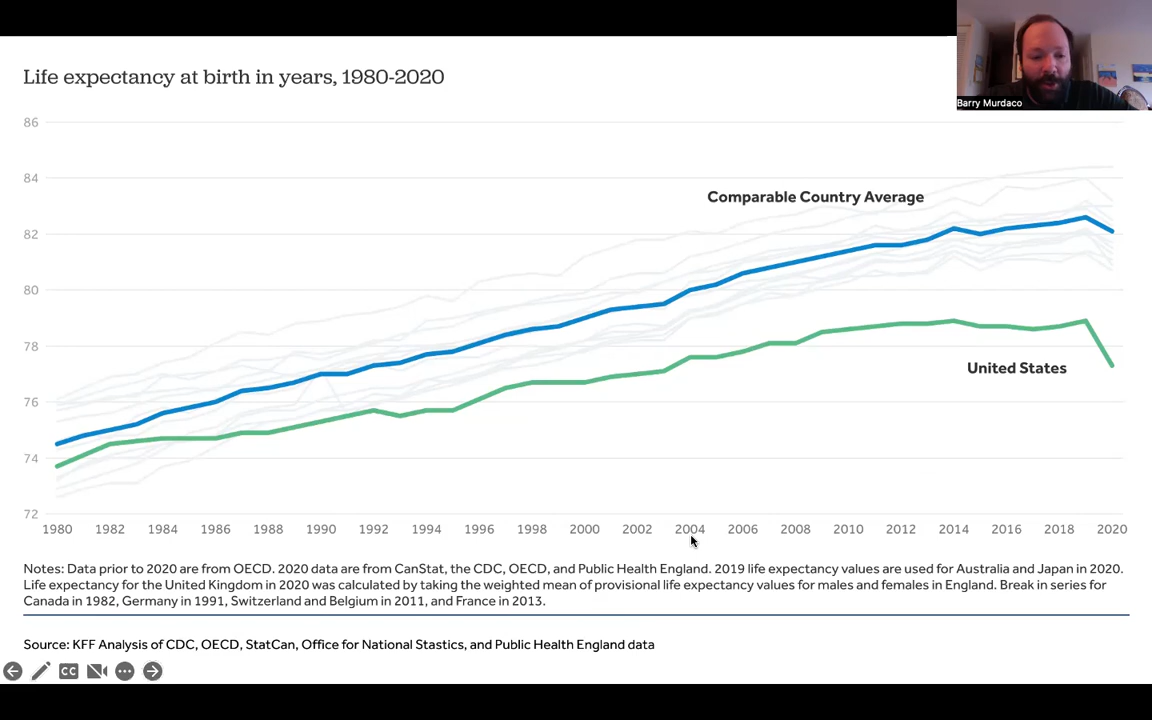 Life expectancy at birth in years, 1980-2020
Barry Murdaco
86
84
Comparable Country Average
82
80
78
United States
76
74
72
1980 1982 1984 1986 1988 1990 1992 1994 1996 1998 2000 2002 2004 2006 2008 2010 2012 2014 2016 2018 2020
Notes: Data prior to 2020 are from OECD. 2020 data are from CanStat, the CDC, OECD, and Public Health England. 2019 life expectancy values are used for Australia and Japan in 2020.
Life expectancy for the United Kingdom in 2020 was calculated by taking the weighted mean of provisional life expectancy values for males and females in England. Break in series for
Canada in 1982, Germany in 1991, Switzerland and Belgium in 2011, and France in 2013.
Source: KFF Analysis of CDC, OECD, StatCan, Office for National Stastics, and Public Health England data
CC